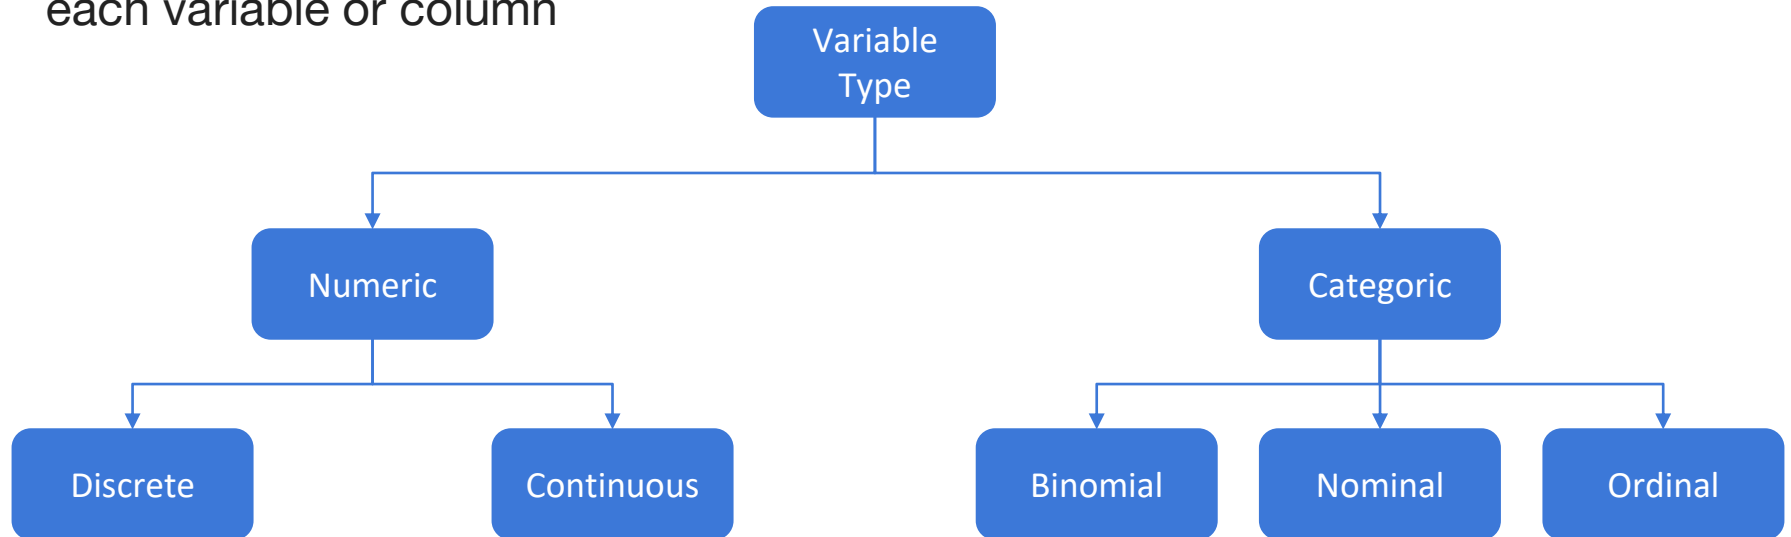 each variable or column
Variable
Type
Numeric
Categoric
Discrete
Continuous
Binomial
Nominal
Ordinal